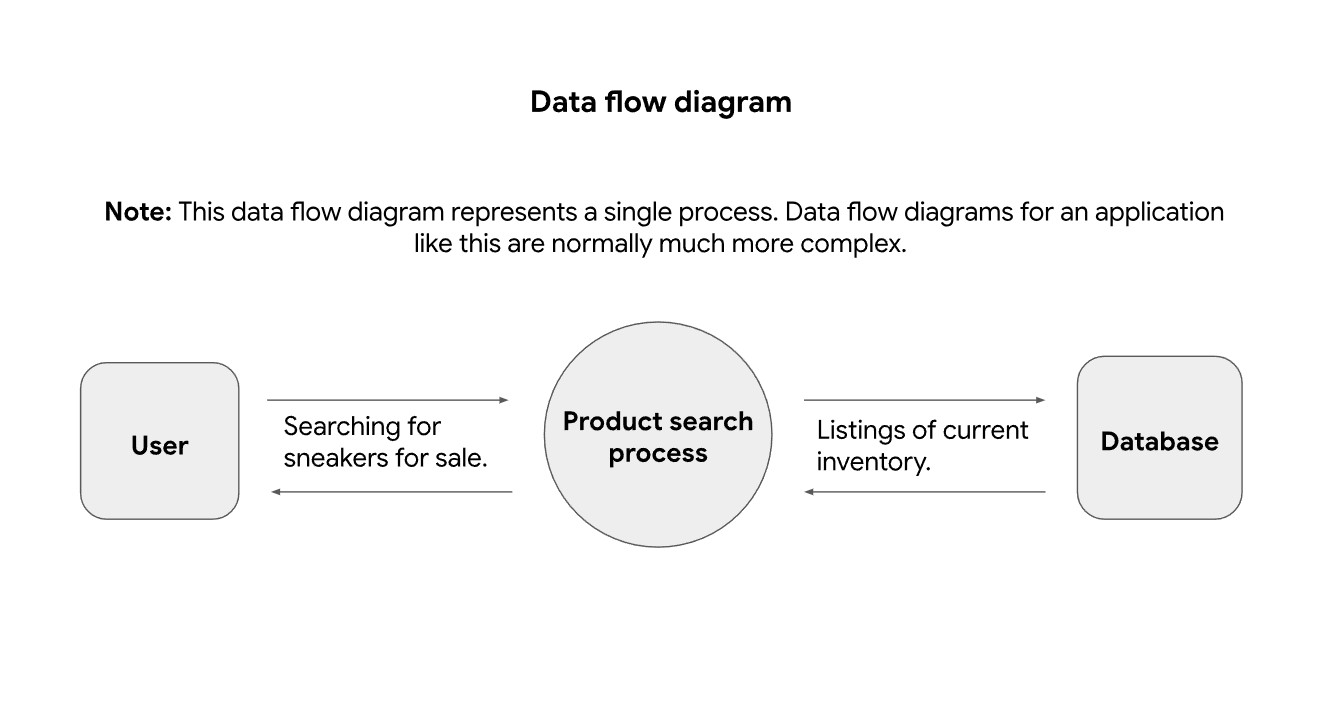 Data flow diagram
Note: This data flow diagram represents a single process. Data flow diagrams for an application
like this are normally much more complex.
User
Searching for
sneakers for sale.
Product search
process
Listings of current
inventory.
Database